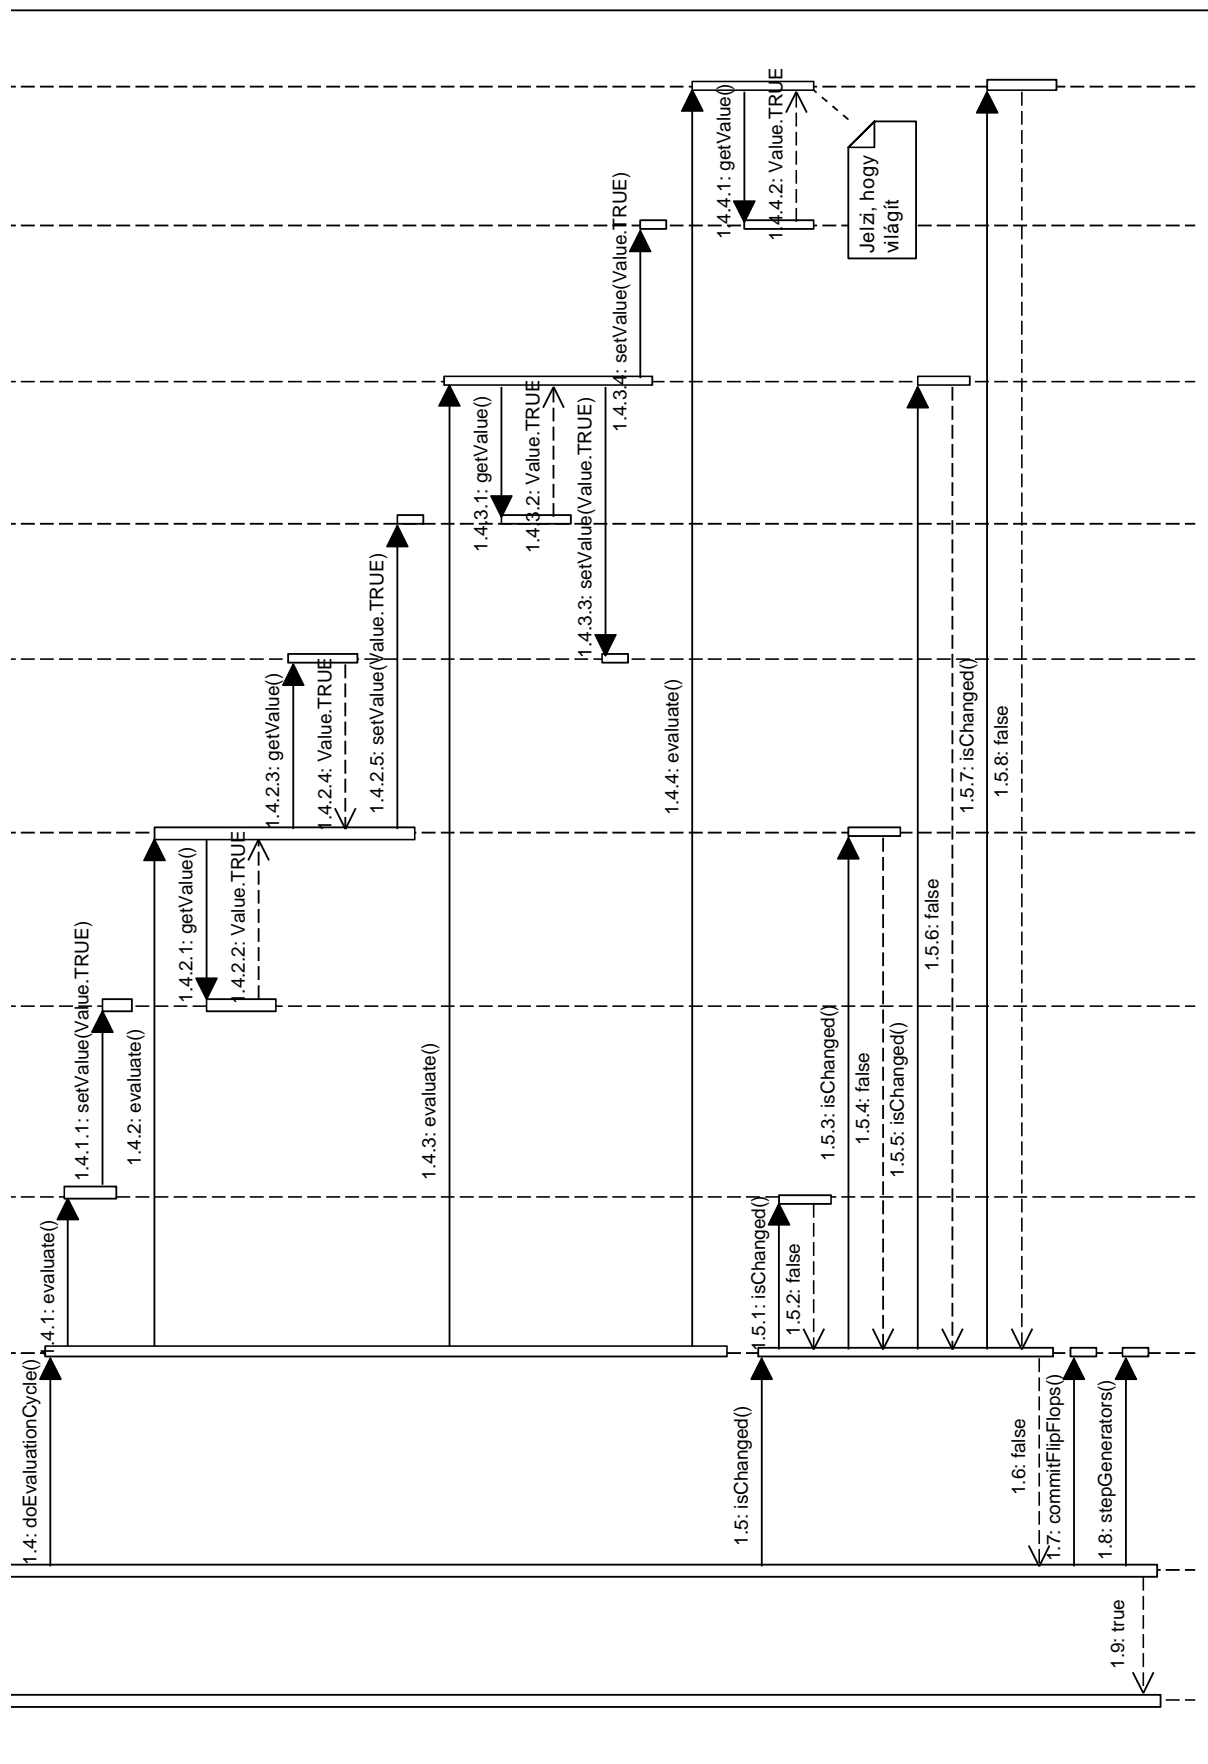 1.4: doEvaluationCycle()
1.4.1: evaluate()
1.4.1.1: setValue(Value.TRUE)
1.4.2: evaluate()
1.4.2.1: getValue()
1.4.2.2: Value.TRUE
1.4.2.3: getValue()
1.4.2.4: Value.TRUE
1.4.2.5: setValue(Value.TRUE)
1.4.3: evaluate()
1.4.3.1: getValue()
1.4.3.2: Value.TRUE
1.4.3.3: setValue(Value.TRUE)
1.4.3.4: setValue(Value.TRUE)
1.4.4: evaluate()
1.4.4.1: getValue()
1.4.4.2: Value.TRUE
Jelzi, hogy
világít
1.5: isChanged()
1.5.1: isChanged()
1.5.2: false
1.5.3: isChanged()
1.5.4: false
1.5.5: isChanged()
1.5.6: false
1.5.7: isChanged()
1.5.8: false
1.6: false
1.7: commitFlipFlops()
1.8: stepGenerators()
1.9: true